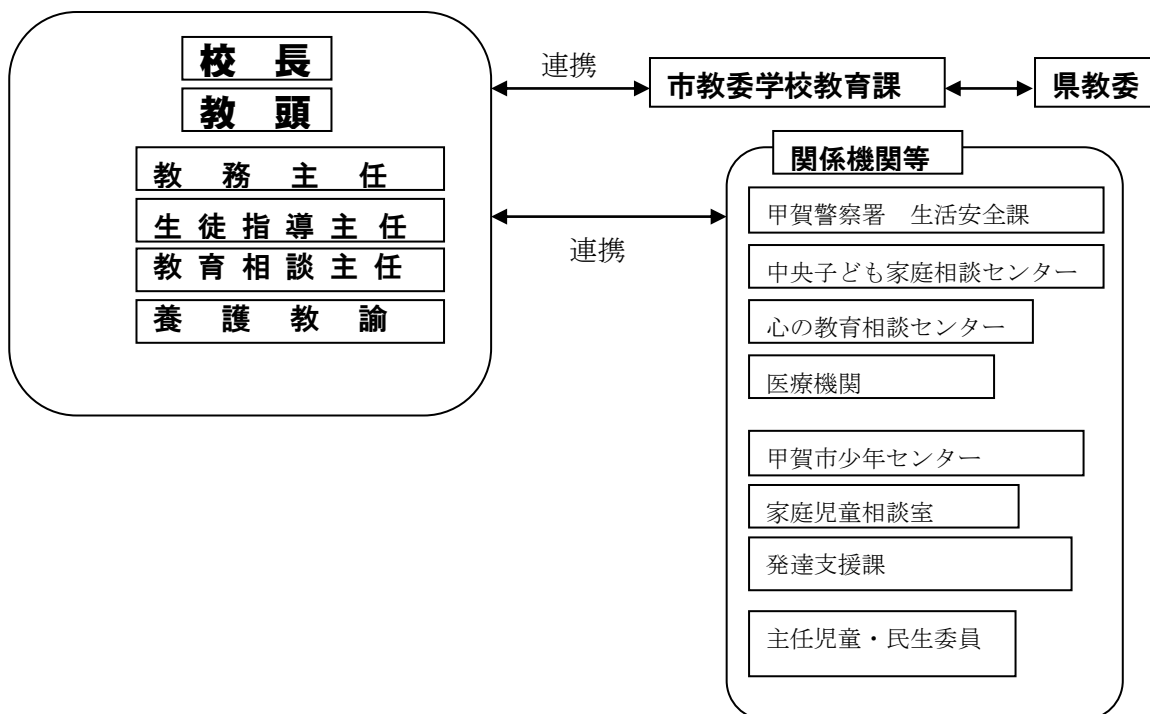 校　長
教　頭
教　務　主　任
生徒指導主任
教育相談主任
養　護　教　諭
連携
市教委学校教育課
県教委
連携
関係機関等
甲賀警察署　生活安全課
中央子ども家庭相談センター
心の教育相談センター
医療機関
甲賀市少年センター
家庭児童相談室
発達支援課
主任児童・民生委員